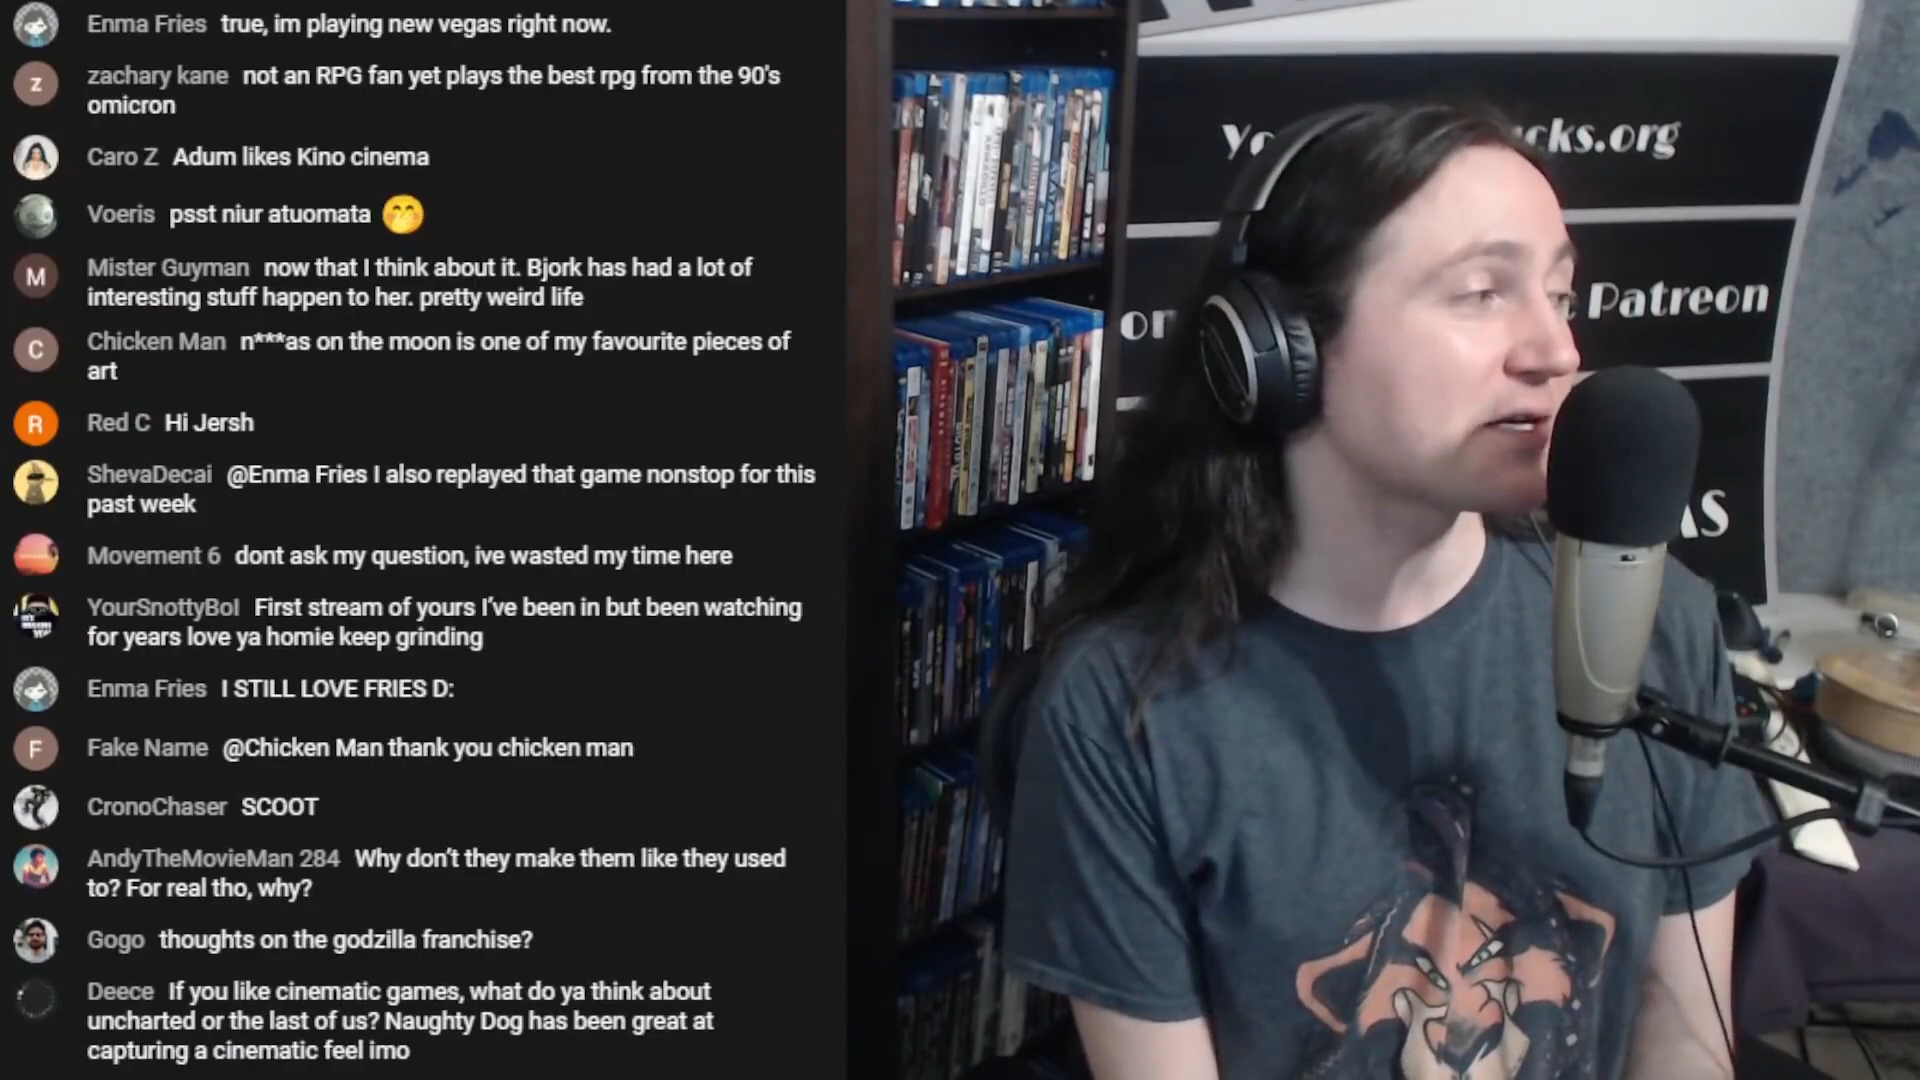 Enma Fries true, im playing new vegas right now.
Z
zachary kane not an RPG fan yet plays the best rpg from the 90's
omicron
Caro Z Adum likes Kino cinema
Voeris psst niur atuomata
M
Mister Guyman now that I think about it. Bjork has had a lot of
interesting stuff happen to her. pretty weird life
C
Chicken Man n***as on the moon is one of my favourite pieces of
art
R
Red C Hi Jersh
ShevaDecai @Enma Fries I also replayed that game nonstop for this
past week
Movement 6 dont ask my question, ive wasted my time here
YourSnottyBoI First stream of yours I've been in but been watching
for years love ya homie keep grinding
Enma Fries I STILL LOVE FRIES D:
F
Fake Name @Chicken Man thank you chicken man
CronoChaser SCOOT
AndyTheMovieMan 284 Why don't they make them like they used
to? For real tho, why?
Gogo thoughts on the godzilla franchise?
Deece If you like cinematic games, what do ya think about
uncharted or the last of us? Naughty Dog has been great at
capturing a cinematic feel imo
cks.org
Patreon